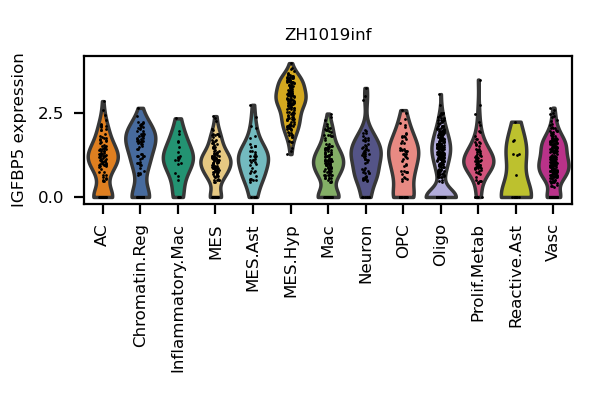 ZH1019inf
IGFBP5 expression
2.5
0.0
AC
Chromatin.Reg
Inflammatory.Mac
MES
MES.Ast
MES.Hyp
Mac
Neuron
OPC
Oligo
Prolif.Metab
Reactive.Ast
Vasc